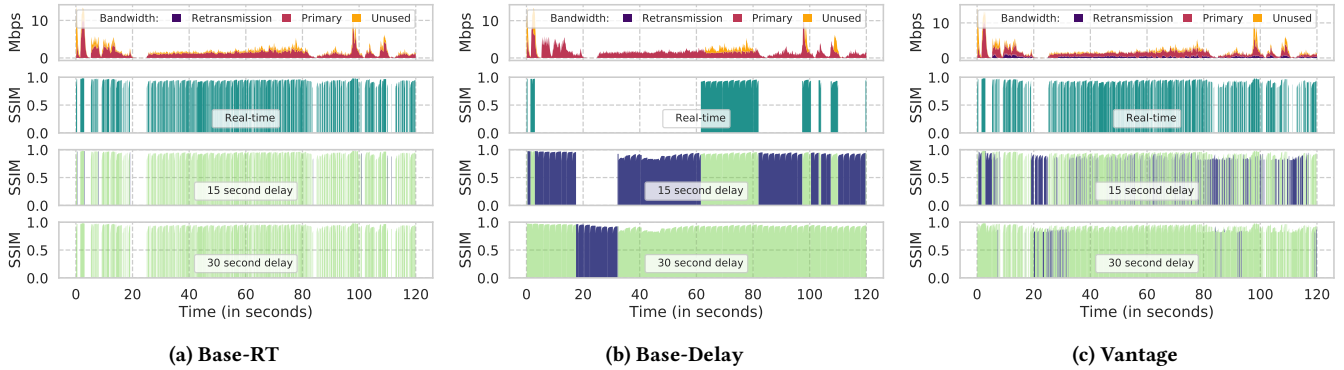 Bandwidth: Retransmission Primary Unused
Mbps
10
0
SSIM
1.0
0.5
0.0
Real-time
SSIM
1.0
0.5
0.0
15 second delay
SSIM
1.0
0.5
0.0
30 second delay
0 20 40 60 80 100 120
Time (in seconds)
(a) Base-RT
Bandwidth: Retransmission Primary Unused
Mbps
10
0
SSIM
1.0
0.5
0.0
Real-time
SSIM
1.0
0.5
0.0
15 second delay
SSIM
1.0
0.5
0.0
30 second delay
0 20 40 60 80 100 120
Time (in seconds)
(b) Base-Delay
Bandwidth: Retransmission Primary Unused
Mbps
10
0
SSIM
1.0
0.5
0.0
Real-time
SSIM
1.0
0.5
0.0
15 second delay
SSIM
1.0
0.5
0.0
30 second delay
0 20 40 60 80 100 120
Time (in seconds)
(c) Vantage